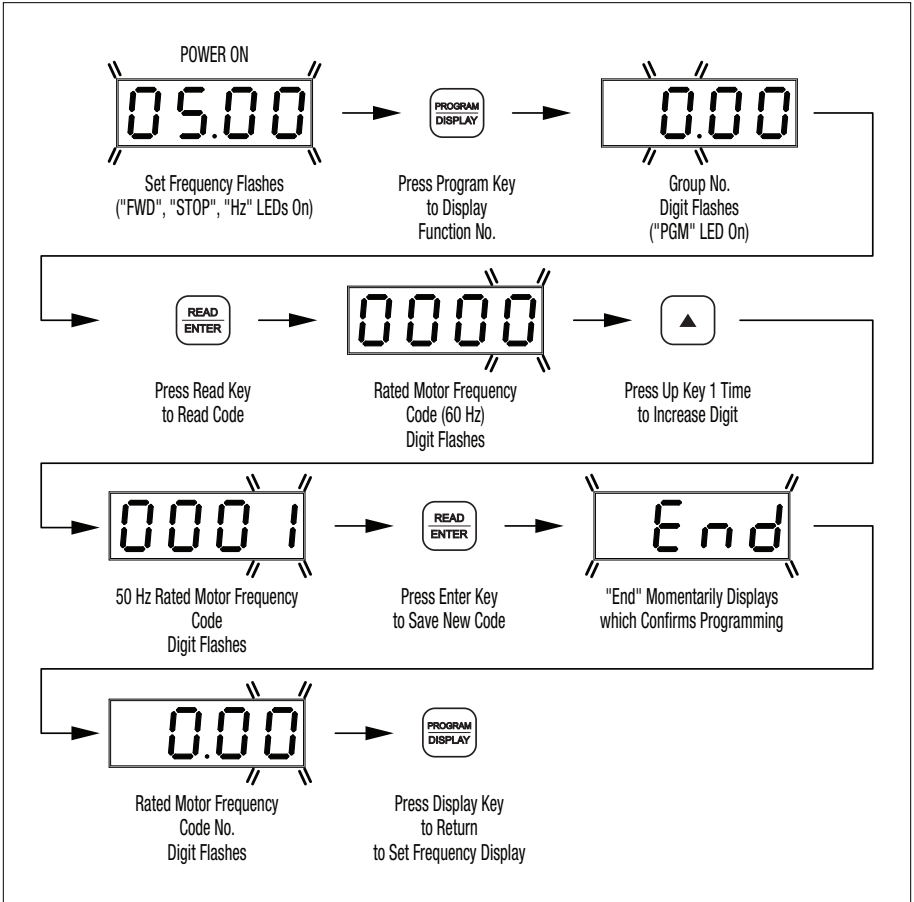 POWER ON
05.00
Set Frequency Flashes
("FWD", "STOP", "Hz" LEDs On)
PROGRAM
DISPLAY
Press Program Key
to Display
Function No.
0.00
Group No.
Digit Flashes
("PGM" LED On)
READ
ENTER
Press Read Key
to Read Code
0000
Rated Motor Frequency
Code (60 Hz)
Digit Flashes
▲
Press Up Key 1 Time
to Increase Digit
0001
50 Hz Rated Motor Frequency
Code
Digit Flashes
READ
ENTER
Press Enter Key
to Save New Code
End
"End" Momentarily Displays
which Confirms Programming
0.00
Rated Motor Frequency
Code No.
Digit Flashes
PROGRAM
DISPLAY
Press Display Key
to Return
to Set Frequency Display